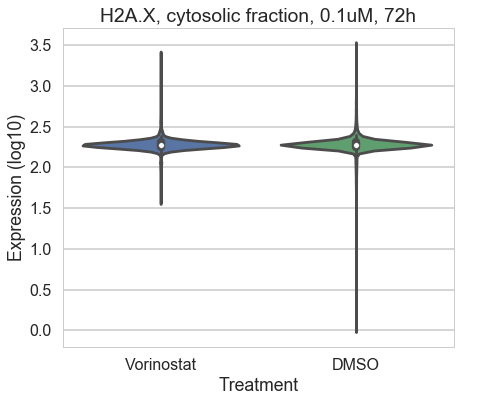 H2A.X, cytosolic fraction, 0.1uM, 72h
Expression (log10)
3.5
3.0
2.5
2.0
1.5
1.0
0.5
0.0
Vorinostat
DMSO
Treatment